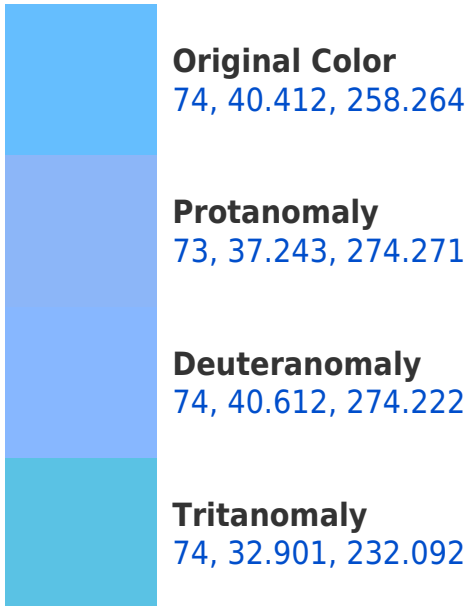 Original Color
74, 40.412, 258.264
Protanomaly
73, 37.243, 274.271
Deuteranomaly
74, 40.612, 274.222
Tritanomaly
74, 32.901, 232.092